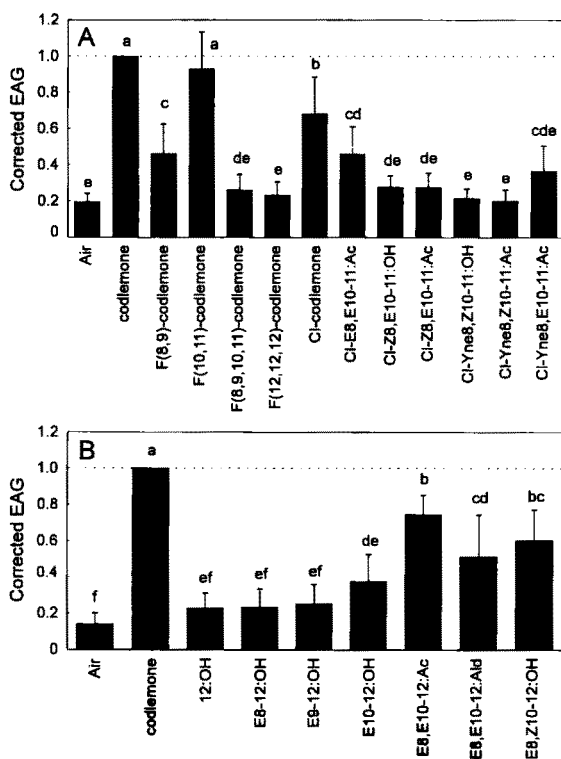 A
Corrected EAG
1.2
1.0
0.8
0.6
0.4
0.2
0
e
a
c
a
de
e
b
cd
de
de
e
e
cde
Air
codlemone
F(8,9)-codlemone
F(10,11)-codlemone
F(8,9,10,11)-codlemone
F(12,12,12)-codlemone
Cl-codlemone
Cl-E8,E10-11:Ac
Cl-Z8,E10-11:OH
Cl-Z8,E10-11:Ac
Cl-Yne8,Z10-11:OH
Cl-Yne8,Z10-11:Ac
Cl-Yne8,E10-11:Ac
B
Corrected EAG
1.2
1.0
0.8
0.6
0.4
0.2
0
f
a
ef
ef
ef
de
b
cd
bc
Air
codlemone
12:OH
E8-12:OH
E9-12:OH
E10-12:OH
E8,E10-12:Ac
E8,E10-12:Ald
E8,Z10-12:OH